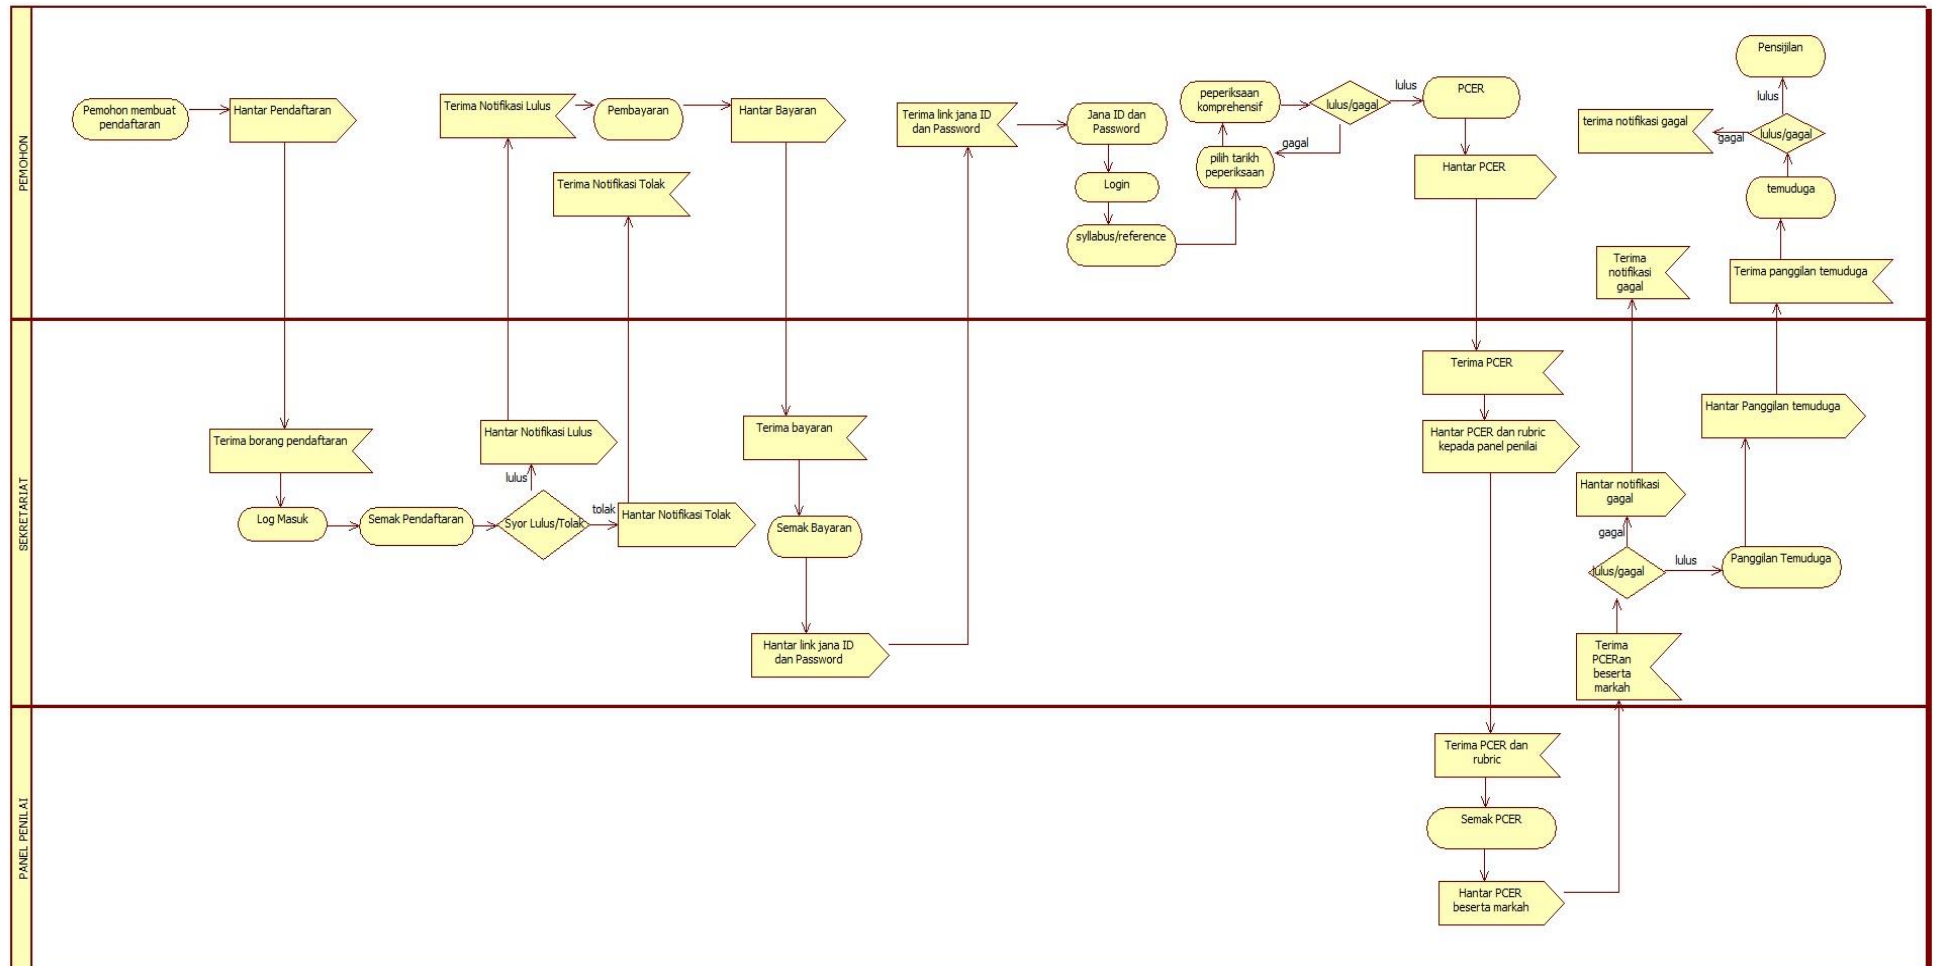 PEMOHON
Pemohon membuat
pendaftaran
Hantar Pendaftaran
Terima Notifikasi Lulus
Pembayaran
Hantar Bayaran
Terima Notifikasi Tolak
Terima link jana ID
dan Password
Jana ID dan
Password
Login
syllabus/reference
peperiksaan
komprehensif
pilih tarikh
peperiksaan
lulus/gagal
gagal
lulus
PCER
Hantar PCER
Pensijilan
lulus
lulus/gagal
gagal
terima notifikasi gagal
temuduga
Terima
notifikasi
gagal
Terima panggilan temuduga
SEKRETARIAT
Terima borang pendaftaran
Log Masuk
Semak Pendaftaran
Syor Lulus/Tolak
lulus
Hantar Notifikasi Lulus
tolak
Hantar Notifikasi Tolak
Terima bayaran
Semak Bayaran
Hantar link jana ID
dan Password
Terima PCER
Hantar PCER dan rubric
kepada panel penilai
Hantar notifikasi
gagal
gagal
lulus/gagal
lulus
Panggilan Temuduga
Hantar Panggilan temuduga
Terima
PCERan
beserta
markah
PANEL PENILAI
Terima PCER dan
rubric
Semak PCER
Hantar PCER
beserta markah